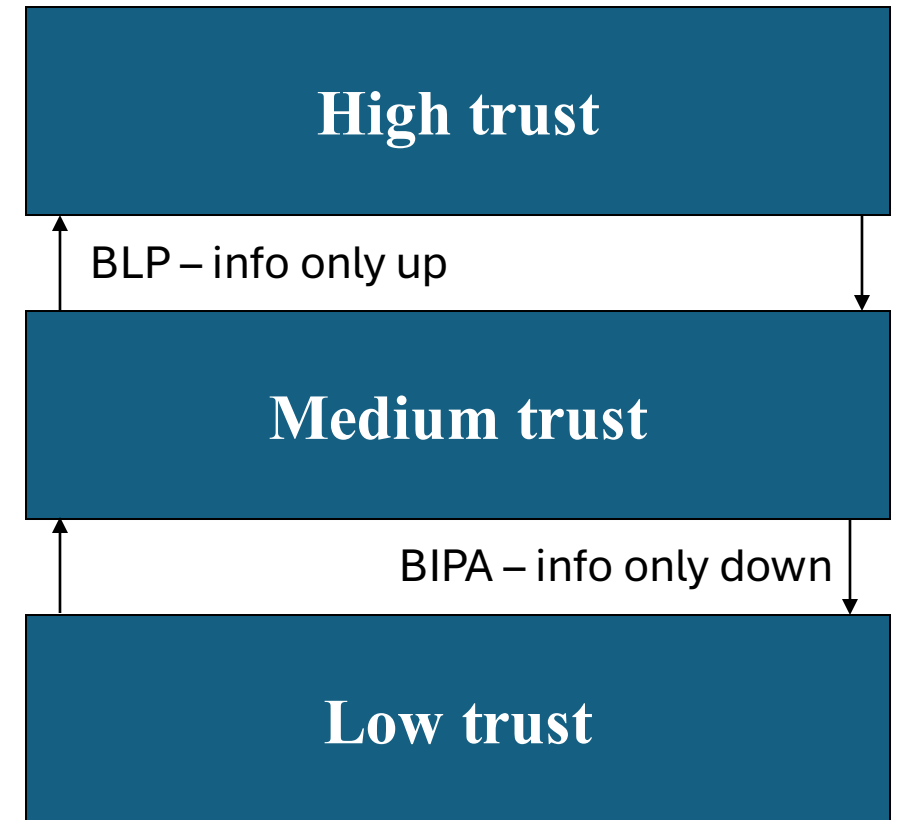 High trust
BLP – info only up
Medium trust
BIPA – info only down
Low trust